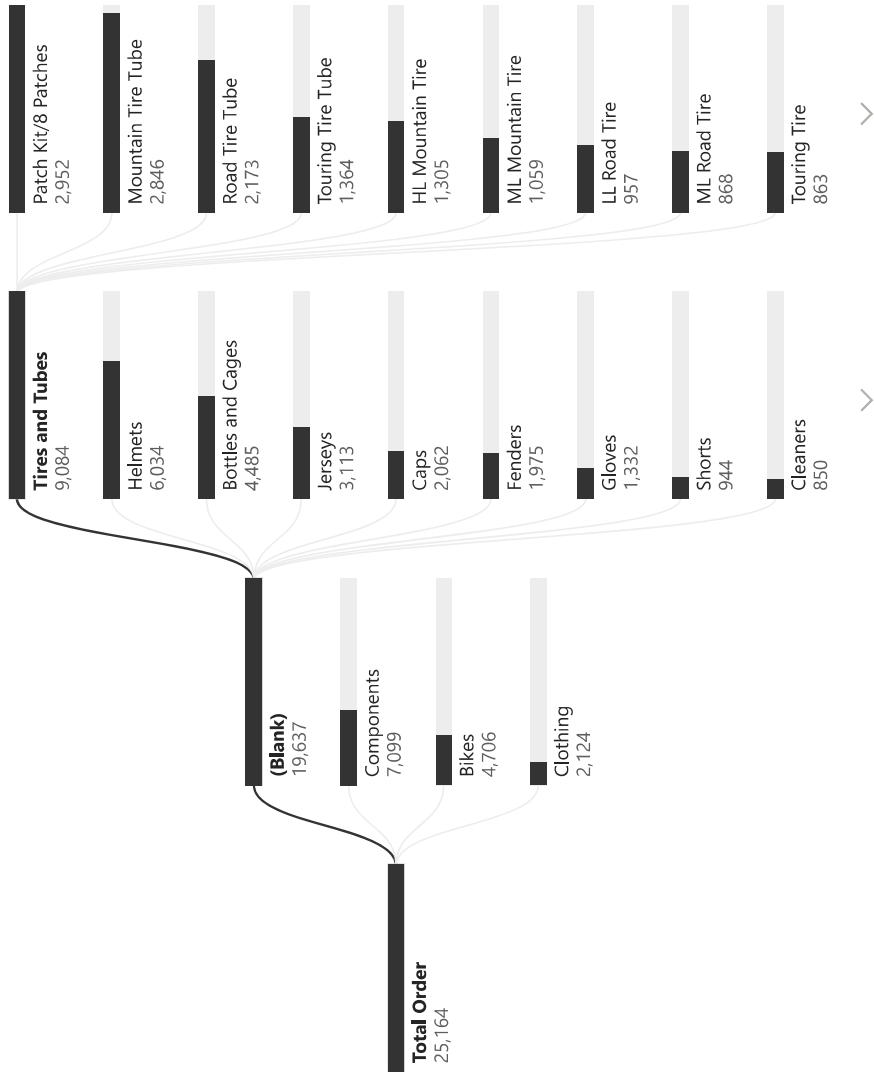 Total Order
25,164
(Blank)
19,637
Components
7,099
Bikes
4,706
Clothing
2,124
Tires and Tubes
9,084
Helmets
6,034
Bottles and Cages
4,485
Jerseys
3,113
Caps
2,062
Fenders
1,975
Gloves
1,332
Shorts
944
Cleaners
850
Patch Kit/8 Patches
2,952
Mountain Tire Tube
2,846
Road Tire Tube
2,173
Touring Tire Tube
1,364
HL Mountain Tire
1,305
ML Mountain Tire
1,059
LL Road Tire
957
ML Road Tire
868
Touring Tire
863